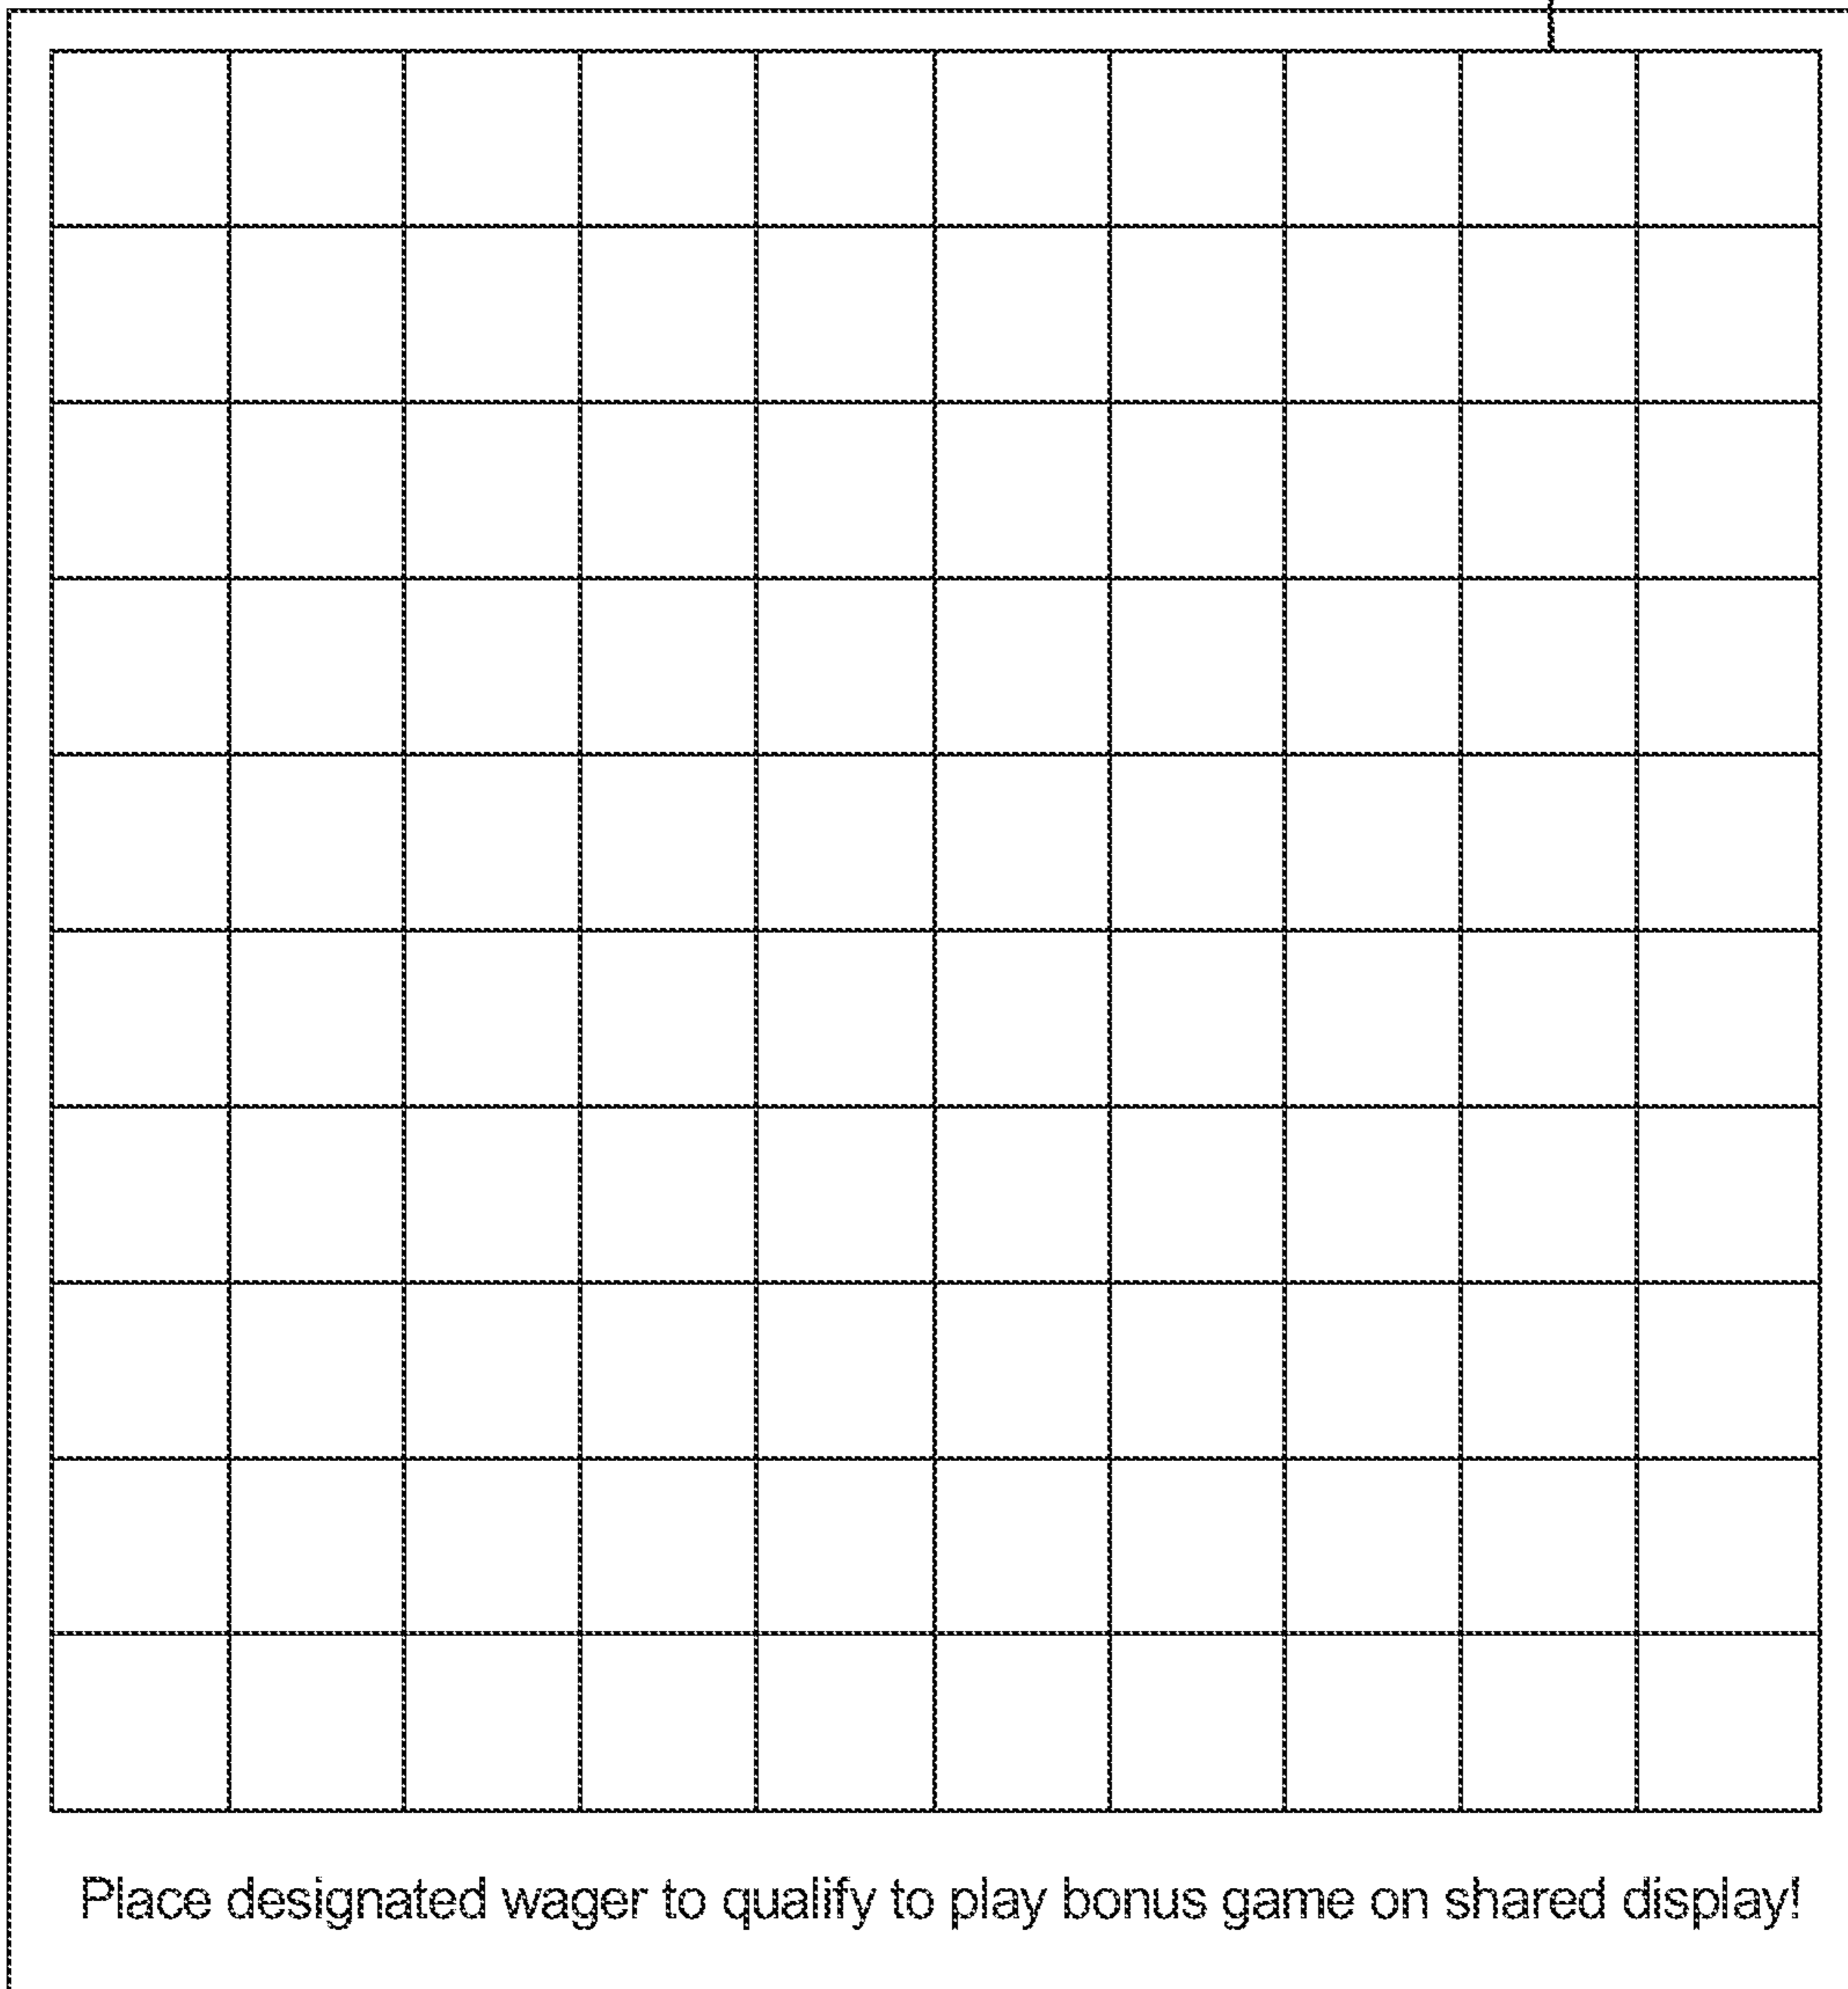 Place designated wager to qualify to play bonus game on shared display!